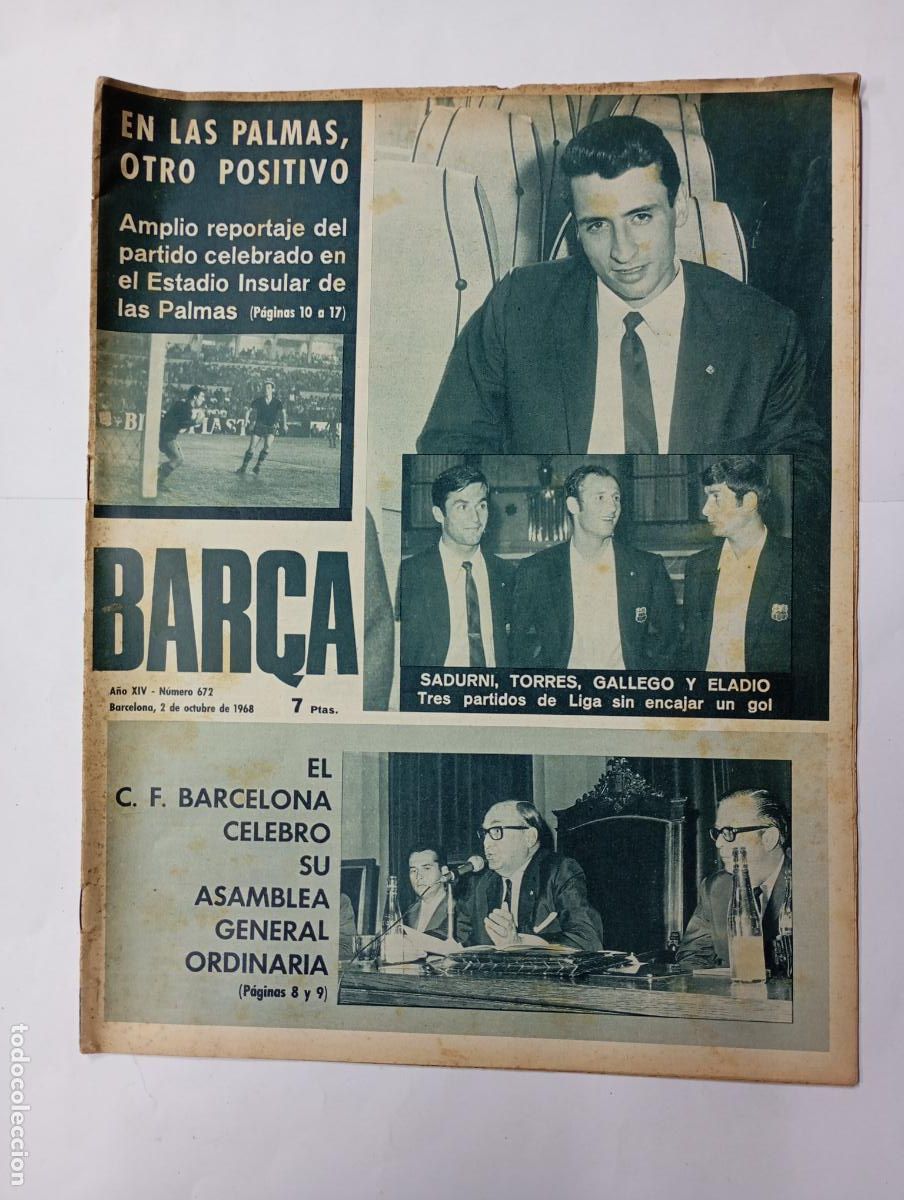 EN LAS PALMAS,
OTRO POSITIVO
Amplio reportaje del
partido celebrado en
el Estadio Insular de
las Palmas (Páginas 10 a 17)
BARÇA
Año XIV - Número 672
Barcelona, 2 de octubre de 1968
7 Ptas.
SADURNI, TORRES, GALLEGO Y ELADIO
Tres partidos de Liga sin encajar un gol
EL
C. F. BARCELONA
CELEBRO
SU
ASAMBLEA
GENERAL
ORDINARIA
(Páginas 8 y 9)
todocoleccion.net